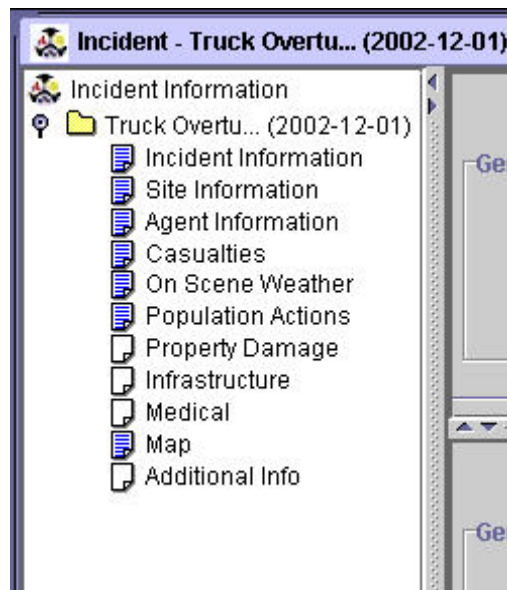 Incident - Truck Overtu... (2002-12-01)
Incident Information
Truck Overtu... (2002-12-01)
Incident Information
Site Information
Agent Information
Casualties
On Scene Weather
Population Actions
Property Damage
Infrastructure
Medical
Map
Additional Info
Ge
Ge